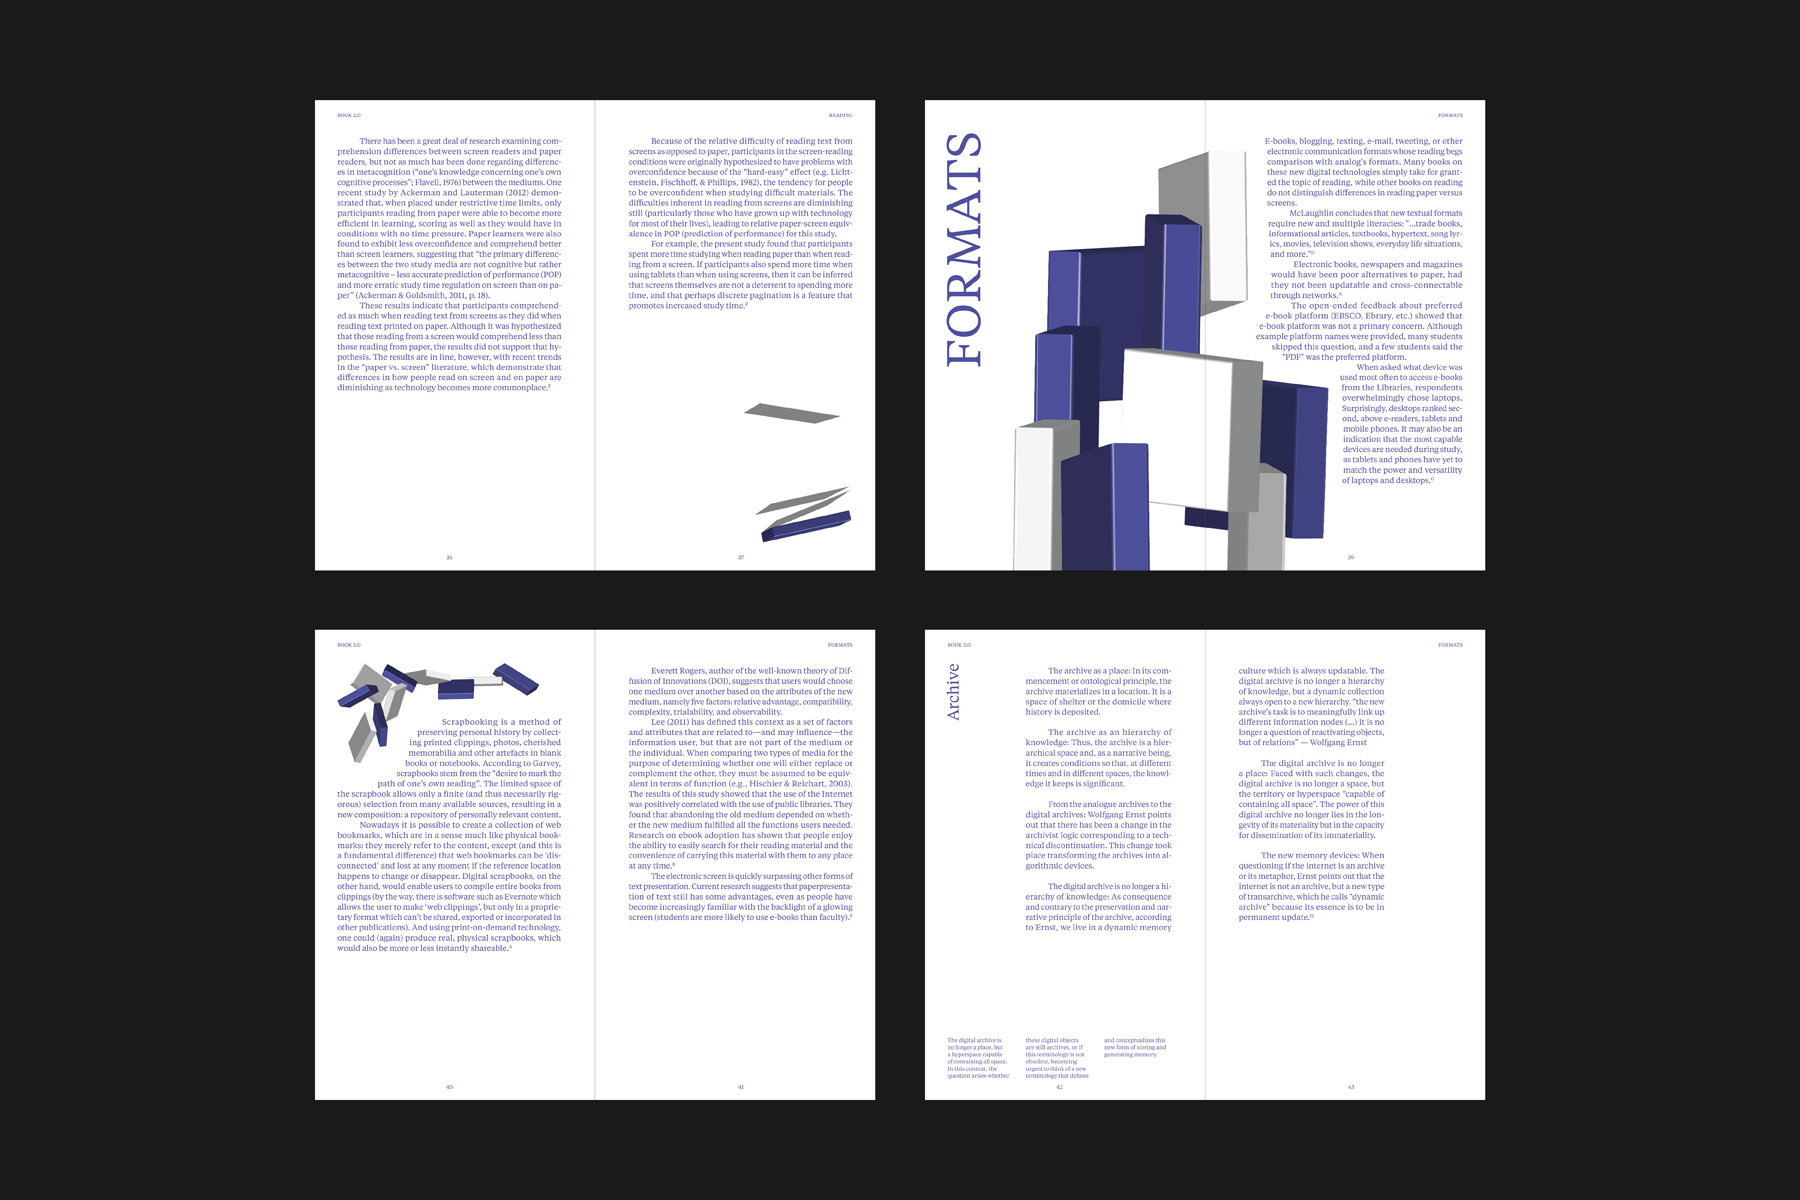 BOOK 2.0
READING
There has been a great deal of research examining com-
prehension differences between screen readers and paper
readers, but not as much has been done regarding differenc-
es in metacognition (“one’s knowledge concerning one’s own
cognitive processes”; Flavell, 1976) between the mediums. One
recent study by Ackerman and Lauterman (2012) demon-
strated that, when placed under restrictive time limits, only
participants reading from paper were able to become more
efficient in learning, scoring as well as they would have in
conditions with no time pressure. Paper learners were also
found to exhibit less overconfidence and comprehend better
than screen learners, suggesting that “the primary differenc-
es between the two study media are not cognitive but rather
metacognitive – less accurate prediction of performance (POP)
and more erratic study time regulation on screen than on pa-
per” (Ackerman & Goldsmith, 2011, p. 18).
These results indicate that participants comprehend-
ed as much when reading text from screens as they did when
reading text printed on paper. Although it was hypothesized
that those reading from a screen would comprehend less than
those reading from paper, the results did not support that hy-
pothesis. The results are in line, however, with recent trends
in the “paper vs. screen” literature, which demonstrate that
differences in how people read on screen and on paper are
diminishing as technology becomes more commonplace.F
36
Because of the relative difficulty of reading text from
screens as opposed to paper, participants in the screen-reading
conditions were originally hypothesized to have problems with
overconfidence because of the “hard-easy” effect (e.g. Licht-
enstein, Fischhoff, & Phillips, 1982), the tendency for people
to be overconfident when studying difficult materials. The
difficulties inherent in reading from screens are diminishing
still (particularly those who have grown up with technology
for most of their lives), leading to relative paper-screen equiv-
alence in POP (prediction of performance) for this study.
For example, the present study found that participants
spent more time studying when reading paper than when read-
ing from a screen. If participants also spend more time when
using tablets than when using screens, then it can be inferred
that screens themselves are not a deterrent to spending more
time, and that perhaps discrete pagination is a feature that
promotes increased study time.F
37
FORMATS
FORMATS
E-books, blogging, texting, e-mail, tweeting, or other
electronic communication formats whose reading begs
comparison with analog’s formats. Many books on
these new digital technologies simply take for grant-
ed the topic of reading, while other books on reading
do not distinguish differences in reading paper versus
screens.
McLaughlin concludes that new textual formats
require new and multiple literacies: “...trade books,
informational articles, textbooks, hypertext, song lyr-
ics, movies, television shows, everyday life situations,
and more.”D
Electronic books, newspapers and magazines
would have been poor alternatives to paper, had
they not been updatable and cross-connectable
through networks.A
The open-ended feedback about preferred
e-book platform (EBSCO, Ebrary, etc.) showed that
e-book platform was not a primary concern. Although
example platform names were provided, many students
skipped this question, and a few students said the
“PDF” was the preferred platform.
When asked what device was
used most often to access e-books
from the Libraries, respondents
overwhelmingly chose laptops.
Surprisingly, desktops ranked sec-
ond, above e-readers, tablets and
mobile phones. It may also be an
indication that the most capable
devices are needed during study,
as tablets and phones have yet to
match the power and versatility
of laptops and desktops.G
39
BOOK 2.0
FORMATS
Scrapbooking is a method of
preserving personal history by collect-
ing printed clippings, photos, cherished
memorabilia and other artefacts in blank
books or notebooks. According to Garvey,
scrapbooks stem from the “desire to mark the
path of one’s own reading”. The limited space of
the scrapbook allows only a finite (and thus necessarily rig-
orous) selection from many available sources, resulting in a
new composition: a repository of personally relevant content.
Nowadays it is possible to create a collection of web
bookmarks, which are in a sense much like physical book-
marks: they merely refer to the content, except (and this is
a fundamental difference) that web bookmarks can be ‘dis-
connected’ and lost at any moment if the reference location
happens to change or disappear. Digital scrapbooks, on the
other hand, would enable users to compile entire books from
clippings (by the way, there is software such as Evernote which
allows the user to make ‘web clippings’, but only in a proprie-
tary format which can’t be shared, exported or incorporated in
other publications). And using print-on-demand technology,
one could (again) produce real, physical scrapbooks, which
would also be more or less instantly shareable.A
40
Everett Rogers, author of the well-known theory of Dif-
fusion of Innovations (DOI), suggests that users would choose
one medium over another based on the attributes of the new
medium, namely five factors: relative advantage, compatibility,
complexity, trialability, and observability.
Lee (2011) has defined this context as a set of factors
and attributes that are related to—and may influence—the
information user, but that are not part of the medium or
the individual. When comparing two types of media for the
purpose of determining whether one will either replace or
complement the other, they must be assumed to be equiv-
alent in terms of function (e.g., Hischier & Reichart, 2003).
The results of this study showed that the use of the Internet
was positively correlated with the use of public libraries. They
found that abandoning the old medium depended on wheth-
er the new medium fulfilled all the functions users needed.
Research on ebook adoption has shown that people enjoy
the ability to easily search for their reading material and the
convenience of carrying this material with them to any place
at any time.B
The electronic screen is quickly surpassing other forms of
text presentation. Current research suggests that paperpresenta-
tion of text still has some advantages, even as people have
become increasingly familiar with the backlight of a glowing
screen (students are more likely to use e-books than faculty).F
41
BOOK 2.0
FORMATS
Archive
The archive as a place: In its com-
mencement or ontological principle, the
archive materializes in a location. It is a
space of shelter or the domicile where
history is deposited.
The archive as an hierarchy of
knowledge: Thus, the archive is a hier-
archical space and, as a narrative being,
it creates conditions so that, at different
times and in different spaces, the knowl-
edge it keeps is significant.
From the analogue archives to the
digital archives: Wolfgang Ernst points
out that there has been a change in the
archivist logic corresponding to a tech-
nical discontinuation. This change took
place transforming the archives into al-
gorithmic devices.
The digital archive is no longer a hi-
erarchy of knowledge: As consequence
and contrary to the preservation and nar-
rative principle of the archive, according
to Ernst, we live in a dynamic memory
The digital archive is
no longer a place, but
a hyperspace capable
of containing all space.
In this context, the
question arises whether
these digital objects
are still archives, or if
this terminology is not
obsolete, becoming
urgent to think of a new
terminology that defines
and conceptualizes this
new form of storing and
generating memory.
42
culture which is always updatable. The
digital archive is no longer a hierarchy
of knowledge, but a dynamic collection
always open to a new hierarchy. “the new
archive’s task is to meaningfully link up
different information nodes (...) it is no
longer a question of reactivating objects,
but of relations” — Wolfgang Ernst
The digital archive is no longer
a place: Faced with such changes, the
digital archive is no longer a space, but
the territory or hyperspace “capable of
containing all space”. The power of this
digital archive no longer lies in the lon-
gevity of its materiality but in the capacity
for dissemination of its immateriality.
The new memory devices: When
questioning if the internet is an archive
or its metaphor, Ernst points out that the
internet is not an archive, but a new type
of transarchive, which he calls “dynamic
archive” because its essence is to be in
permanent update.H
43